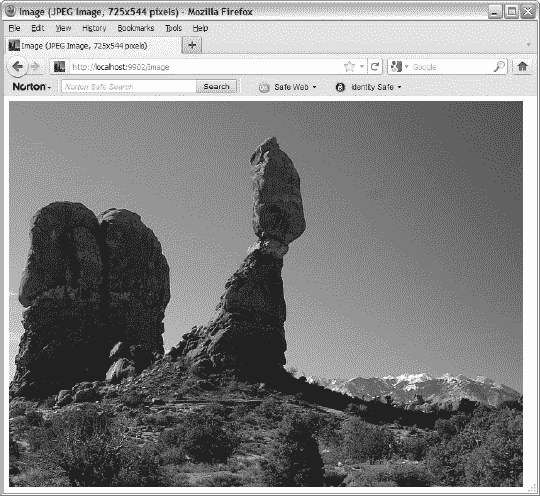 Image (JPEG Image, 725x544 pixels) - Mozilla Firefox
File Edit View History Bookmarks Tools Help
Image (JPEG Image, 725x544 pixels)
http://localhost:9902/Image
Google
Norton
Norton Safe Search
Search
Safe Web
Identity Safe